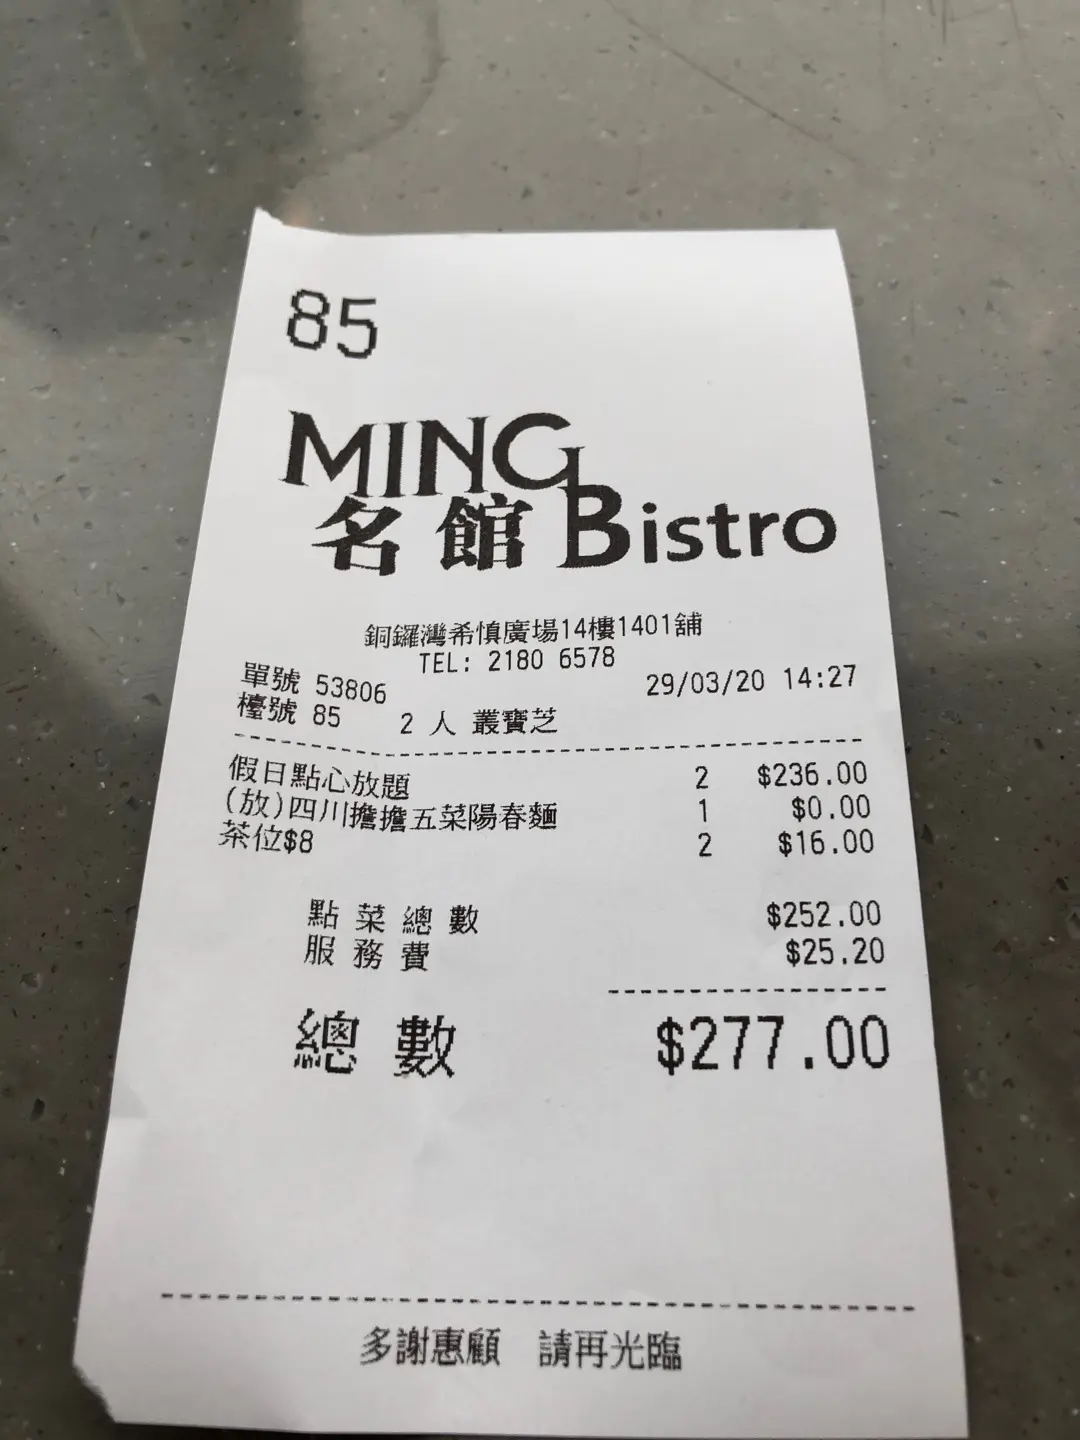 85
MING
名館 Bistro
銅鑼灣希慎廣場14樓1401舖
TEL: 2180 6578
單號 53806 29/03/20 14:27
檯號 85 2 人 叢寶芝
假日點心放題 2 $236.00
(放)四川擔擔五菜陽春麵 1 $0.00
茶位$8 2 $16.00
點菜總數 $252.00
服務費 $25.20
總數 $277.00
多謝惠顧 請再光臨